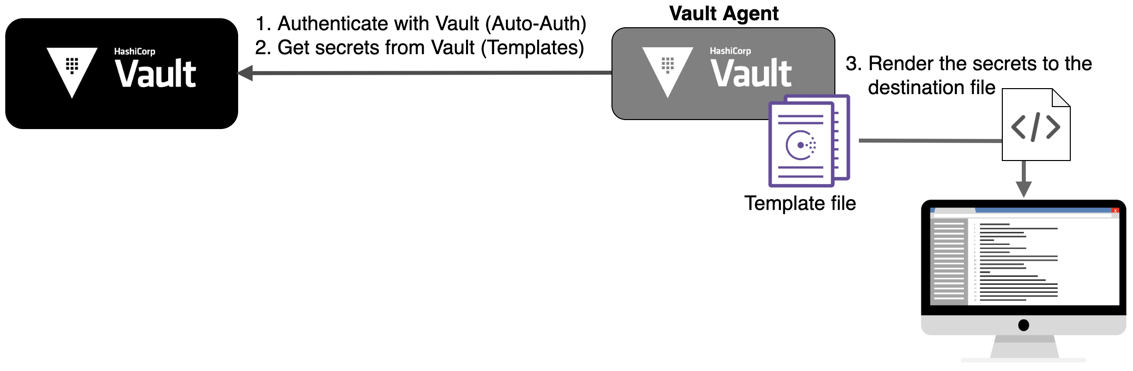 1. Authenticate with Vault (Auto-Auth)
2. Get secrets from Vault (Templates)
Vault Agent
HashiCorp
Vault
HashiCorp
Vault
3. Render the secrets to the
destination file
</>
Template file